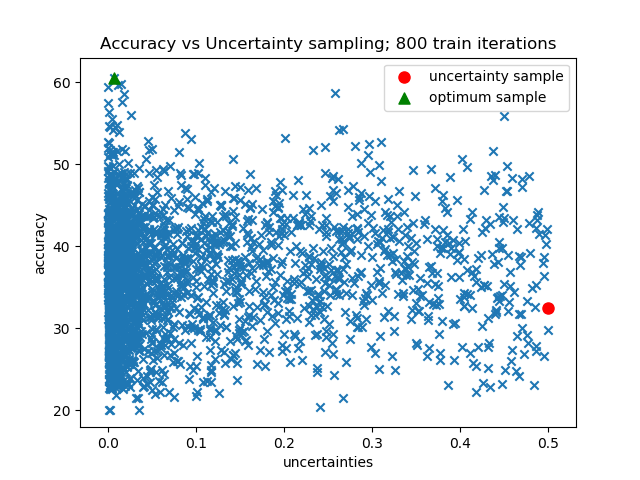 Accuracy vs Uncertainty sampling; 800 train iterations
uncertainty sample
optimum sample
accuracy
60
50
40
30
20
0.0 0.1 0.2 0.3 0.4 0.5
uncertainties